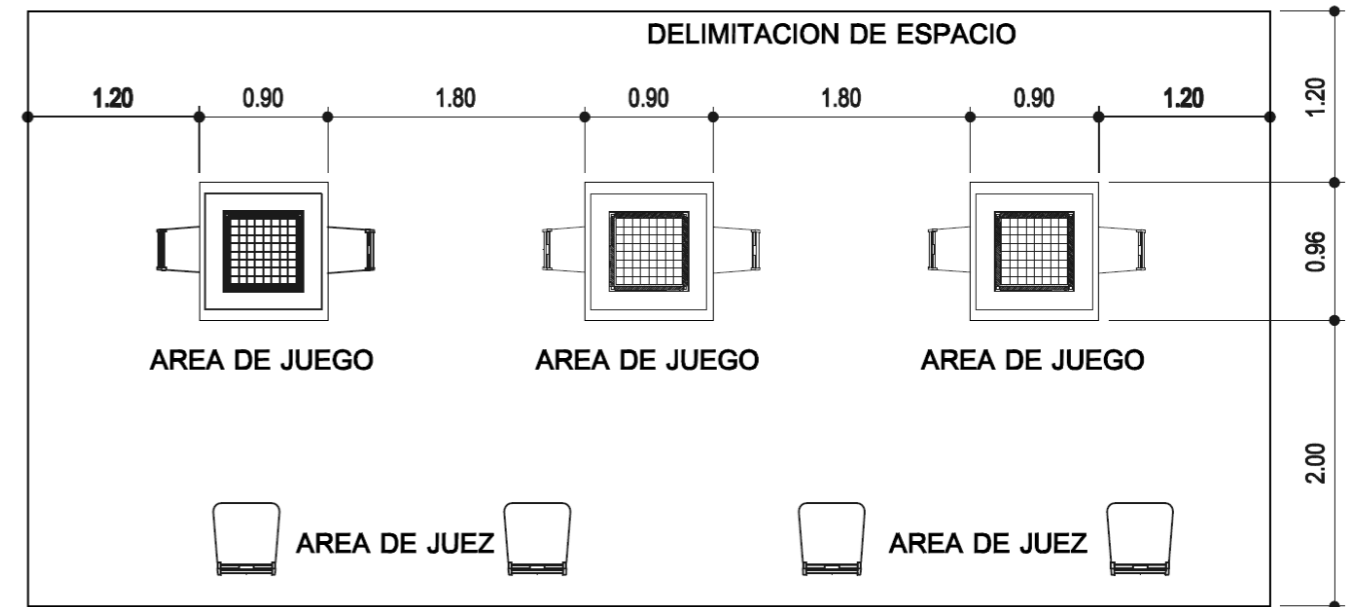 DELIMITACION DE ESPACIO
1.20 0.90 1.80 0.90 1.80 0.90 1.20
1.20
0.96
2.00
AREA DE JUEGO AREA DE JUEGO AREA DE JUEGO
AREA DE JUEZ AREA DE JUEZ